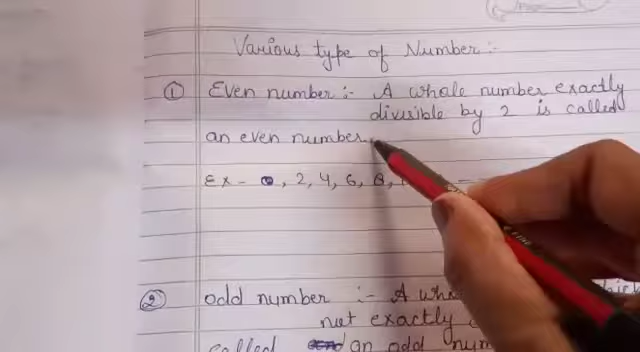 Various type of Number :-
① Even number :- A whole number exactly
divisible by 2 is called
an even number.
Ex - 0, 2, 4, 6, 8,
② odd number :- A
not exactly
called an odd